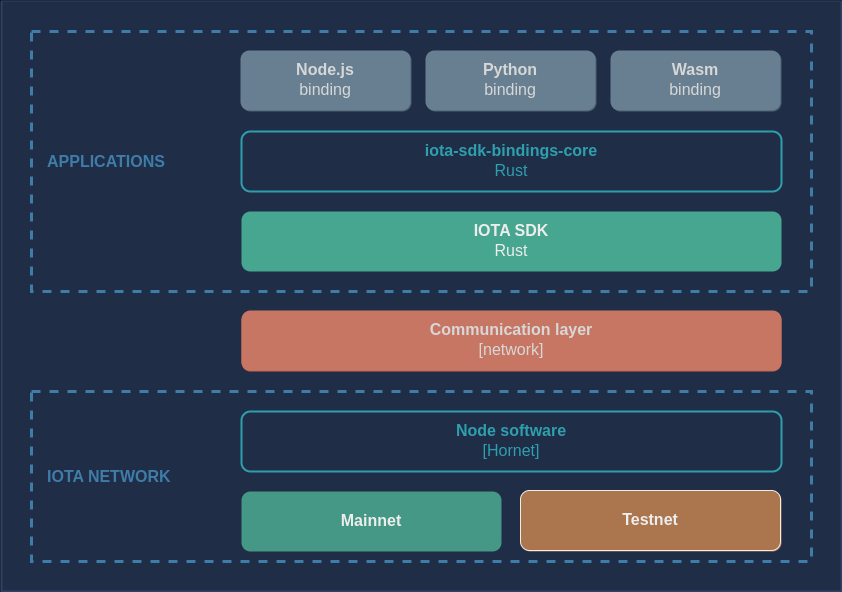 Node.js
binding
Python
binding
Wasm
binding
APPLICATIONS
iota-sdk-bindings-core
Rust
IOTA SDK
Rust
Communication layer
[network]
IOTA NETWORK
Node software
[Hornet]
Mainnet
Testnet